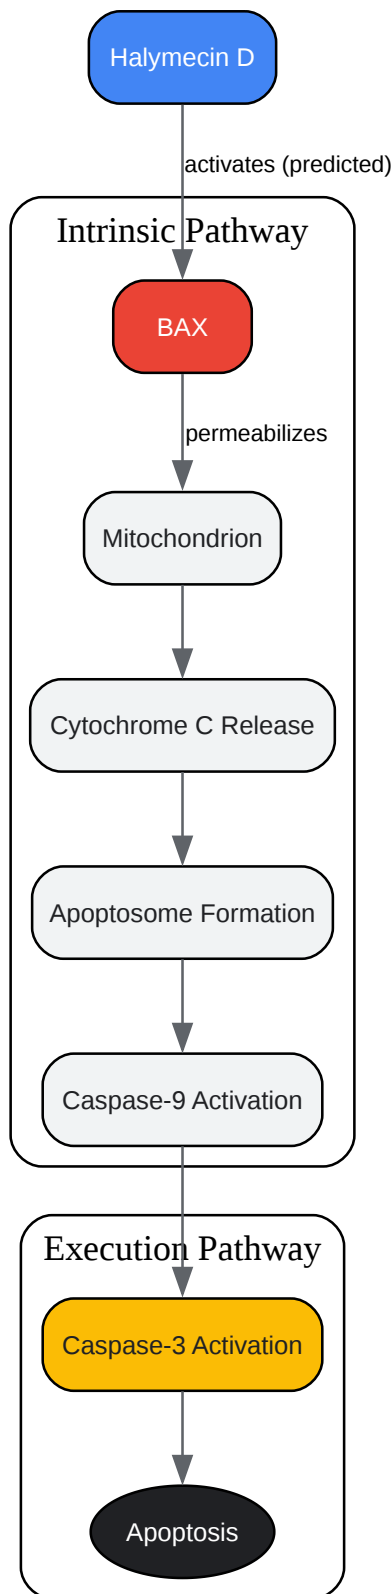 Halymecin D
activates (predicted)
Intrinsic Pathway
BAX
permeabilizes
Mitochondrion
Cytochrome C Release
Apoptosome Formation
Caspase-9 Activation
Execution Pathway
Caspase-3 Activation
Apoptosis